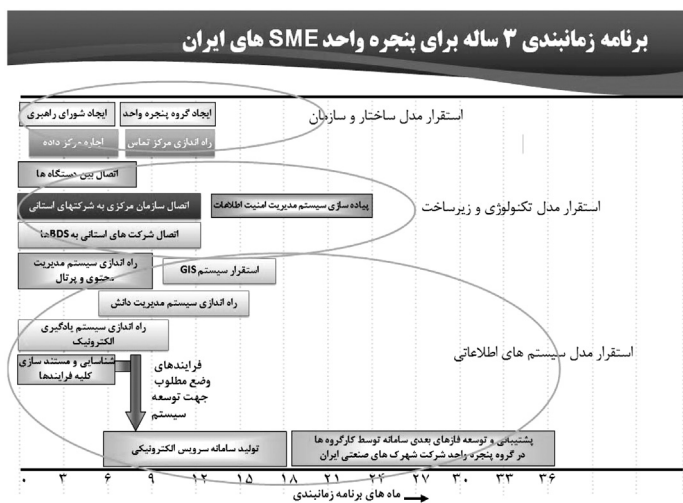 برنامه زمانبندی ۳ ساله برای پنجره واحد SME های ایران
ایجاد شورای راهبری
ایجاد گروه پنجره واحد
استقرار مدل ساختار و سازمان
اجاره مرکز داده
راه اندازی مرکز تماس
اتصال بین دستگاه ها
اتصال سازمان مرکزی به شرکتهای استانی
پیاده سازی سیستم مدیریت امنیت اطلاعات
استقرار مدل تکنولوژی و زیرساخت
اتصال شرکت های استانی به BDSها
راه اندازی سیستم مدیریت
محتوی و پرتال
استقرار سیستم GIS
راه اندازی سیستم مدیریت دانش
راه اندازی سیستم یادگیری
الکترونیک
استقرار مدل سیستم های اطلاعاتی
شناسایی و مستند سازی
کلیه فرایندها
فرایندهای
وضع مطلوب
جهت توسعه
سیستم
تولید سامانه سرویس الکترونیکی
پشتیبانی و توسعه فازهای بعدی سامانه توسط کارگروه ها
در گروه پنجره واحد شرکت شهرک های صنعتی ایران
۰ ۳ ۶ ۹ ۱۲ ۱۵ ۱۸ ۲۱ ۲۴ ۲۷ ۳۰ ۳۳ ۳۶
ماه های برنامه زمانبندی